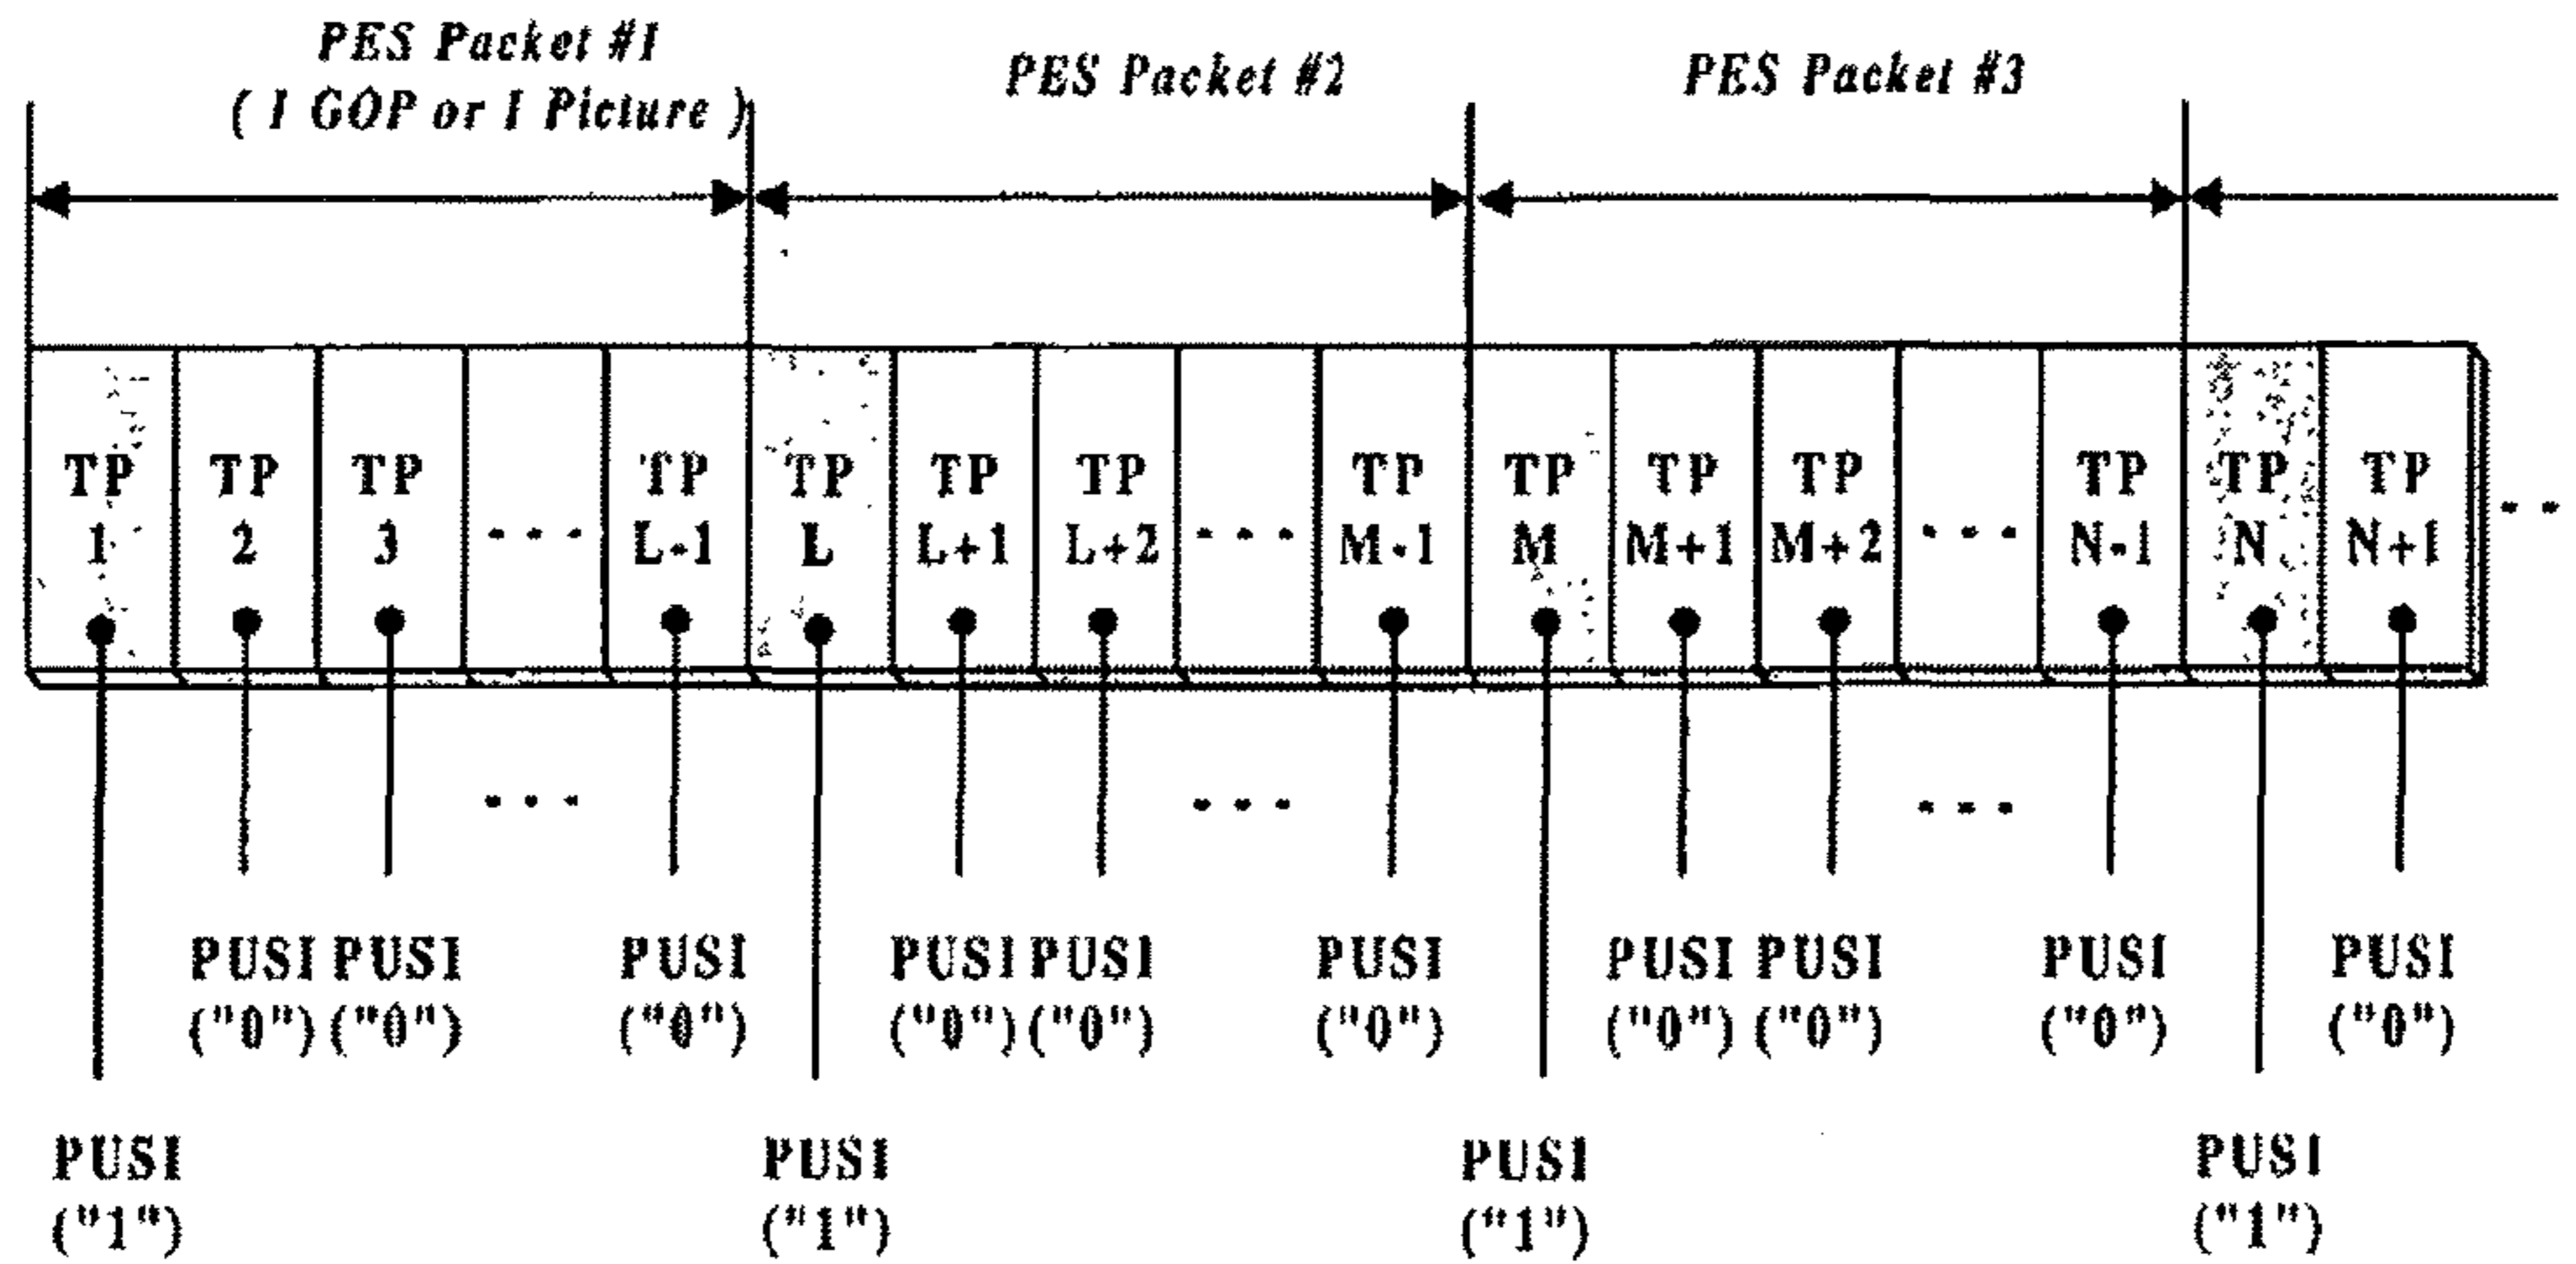 PES Packet #1
( I GOP or I Picture )
PES Packet #2
PES Packet #3
TP 1
TP 2
TP 3
. . .
TP L-1
TP L
TP L+1
TP L+2
. . .
TP M-1
TP M
TP M+1
TP M+2
. . .
TP N-1
TP N
TP N+1
. .
. . .
. . .
. . .
PUSI PUSI PUSI PUSI PUSI PUSI PUSI PUSI PUSI PUSI
("0") ("0") ("0") ("0") ("0") ("0") ("0") ("0") ("0") ("0")
PUSI PUSI PUSI PUSI
("1") ("1") ("1") ("1")